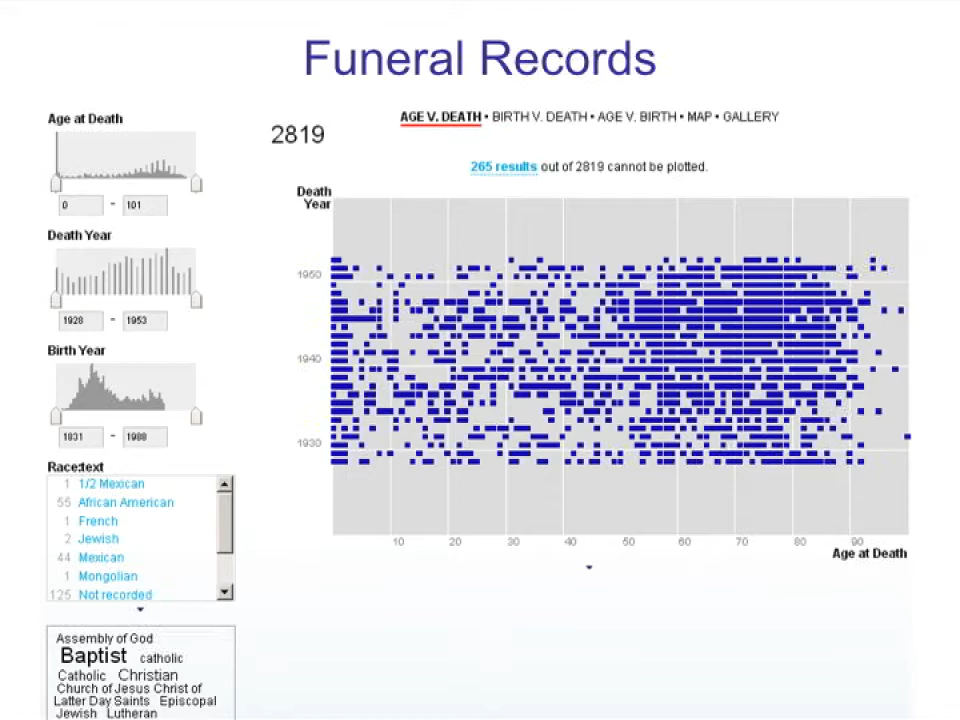 Funeral Records
Age at Death
0 - 101
Death Year
1928 - 1953
Birth Year
1831 - 1988
Race:text
1 1/2 Mexican
55 African American
1 French
2 Jewish
44 Mexican
1 Mongolian
125 Not recorded
Assembly of God
Baptist catholic
Catholic Christian
Church of Jesus Christ of
Latter Day Saints Episcopal
Jewish Lutheran
2819
AGE V. DEATH • BIRTH V. DEATH • AGE V. BIRTH • MAP • GALLERY
265 results out of 2819 cannot be plotted.
Death
Year
1950
1940
1930
10 20 30 40 50 60 70 80 90
Age at Death